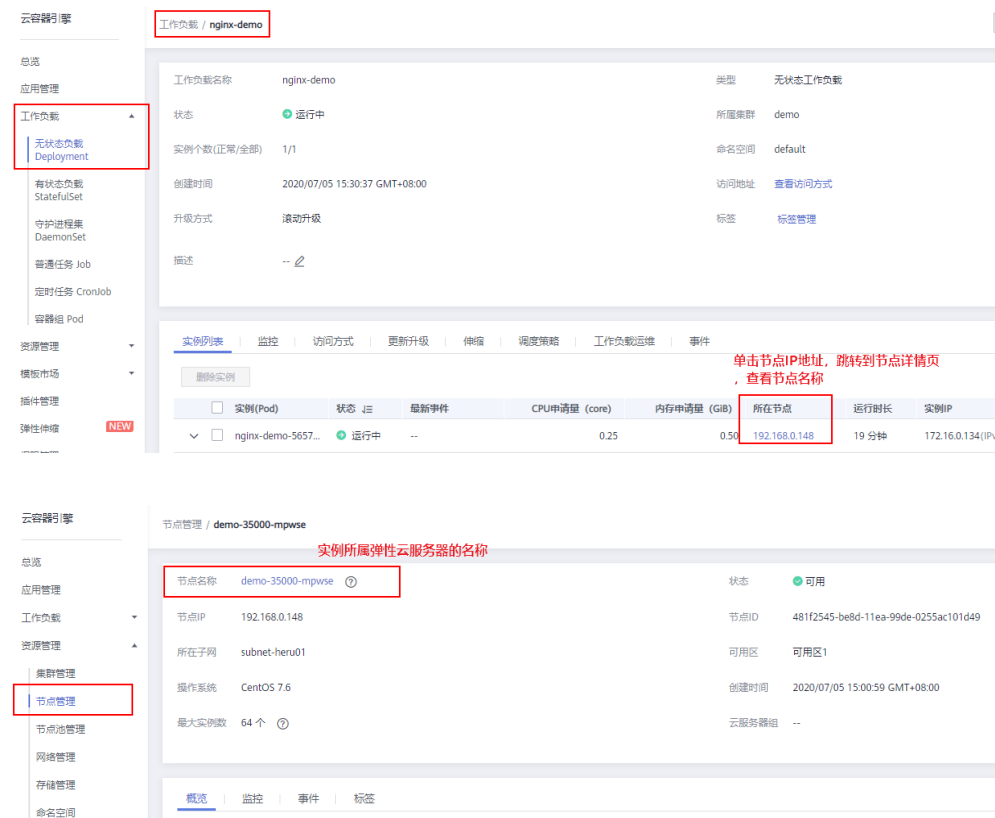 云容器引擎
总览
应用管理
工作负载
无状态负载
Deployment
有状态负载
StatefulSet
守护进程集
DaemonSet
普通任务 Job
定时任务 CronJob
容器组 Pod
资源管理
模板市场
插件管理
弹性伸缩 NEW
工作负载 / nginx-demo
工作负载名称 nginx-demo 类型 无状态工作负载
状态 运行中 所属集群 demo
实例个数(正常/全部) 1/1 命名空间 default
创建时间 2020/07/05 15:30:37 GMT+08:00 访问地址 查看访问方式
升级方式 滚动升级 标签 标签管理
描述 --
实例列表 监控 访问方式 更新升级 伸缩 调度策略 工作负载运维 事件
单击节点IP地址，跳转到节点详情页
，查看节点名称
删除实例
实例(Pod) 状态 最新事件 CPU申请量 (core) 内存申请量 (GiB) 所在节点 运行时长 实例IP
nginx-demo-5657... 运行中 -- 0.25 0.50 192.168.0.148 19 分钟 172.16.0.134(IPv
云容器引擎
总览
应用管理
工作负载
资源管理
集群管理
节点管理
节点池管理
网络管理
存储管理
命名空间
节点管理 / demo-35000-mpwse
实例所属弹性云服务器的名称
节点名称 demo-35000-mpwse ? 状态 可用
节点IP 192.168.0.148 节点ID 481f2545-be8d-11ea-99de-0255ac101d49
所在子网 subnet-heru01 可用区 可用区1
操作系统 CentOS 7.6 创建时间 2020/07/05 15:00:59 GMT+08:00
最大实例数 64 个 ? 云服务器组 --
概览 监控 事件 标签